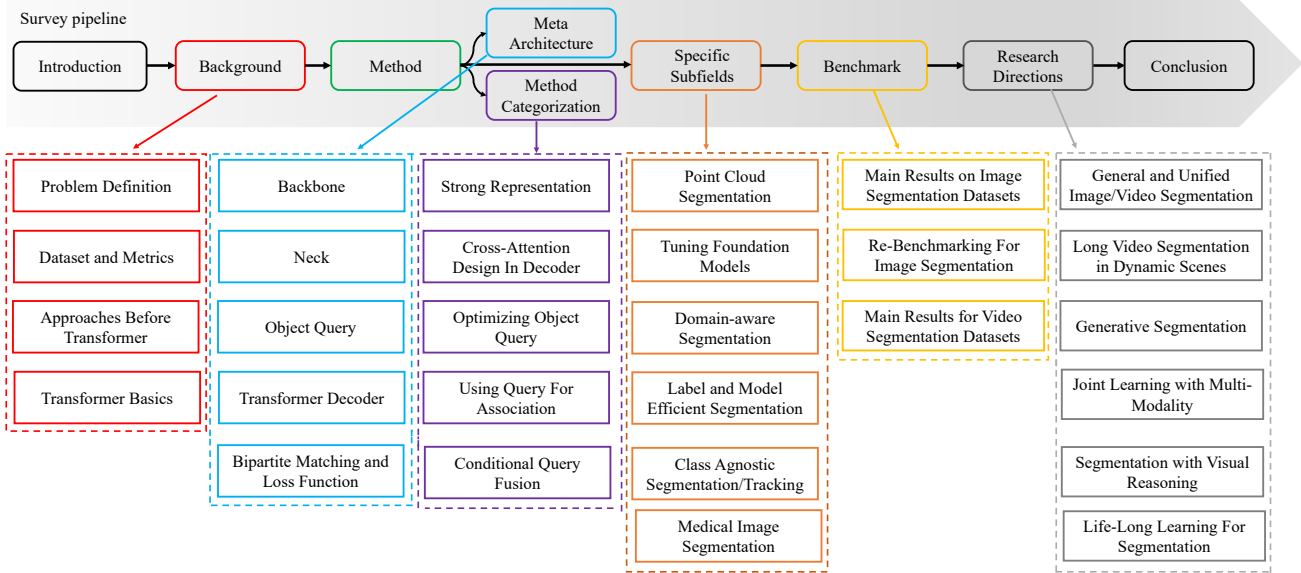 Survey pipeline
Introduction
Background
Method
Meta
Architecture
Method
Categorization
Specific
Subfields
Benchmark
Research
Directions
Conclusion
Problem Definition
Dataset and Metrics
Approaches Before
Transformer
Transformer Basics
Backbone
Neck
Object Query
Transformer Decoder
Bipartite Matching and
Loss Function
Strong Representation
Cross-Attention
Design In Decoder
Optimizing Object
Query
Using Query For
Association
Conditional Query
Fusion
Point Cloud
Segmentation
Tuning Foundation
Models
Domain-aware
Segmentation
Label and Model
Efficient Segmentation
Class Agnostic
Segmentation/Tracking
Medical Image
Segmentation
Main Results on Image
Segmentation Datasets
Re-Benchmarking For
Image Segmentation
Main Results for Video
Segmentation Datasets
General and Unified
Image/Video Segmentation
Long Video Segmentation
in Dynamic Scenes
Generative Segmentation
Joint Learning with Multi-
Modality
Segmentation with Visual
Reasoning
Life-Long Learning For
Segmentation